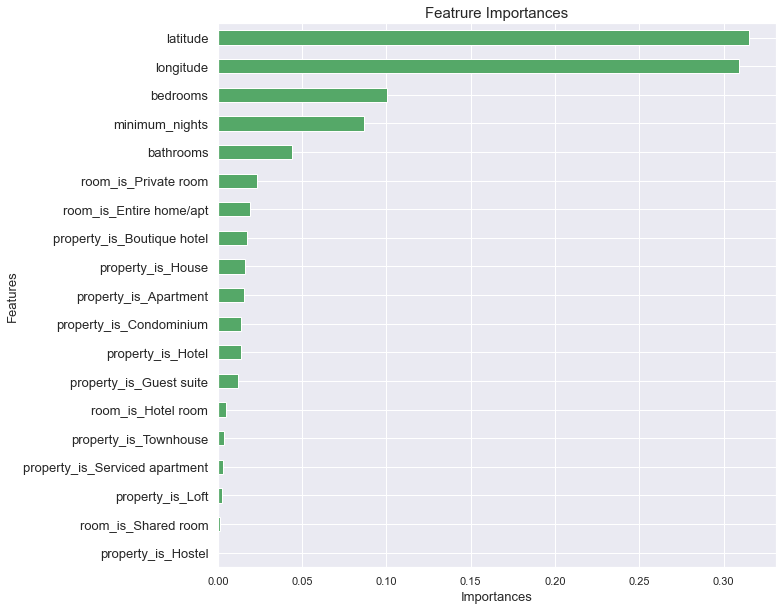 Featrure Importances
latitude
longitude
bedrooms
minimum_nights
bathrooms
room_is_Private room
room_is_Entire home/apt
property_is_Boutique hotel
property_is_House
property_is_Apartment
property_is_Condominium
property_is_Hotel
property_is_Guest suite
room_is_Hotel room
property_is_Townhouse
property_is_Serviced apartment
property_is_Loft
room_is_Shared room
property_is_Hostel
Features
0.00 0.05 0.10 0.15 0.20 0.25 0.30
Importances